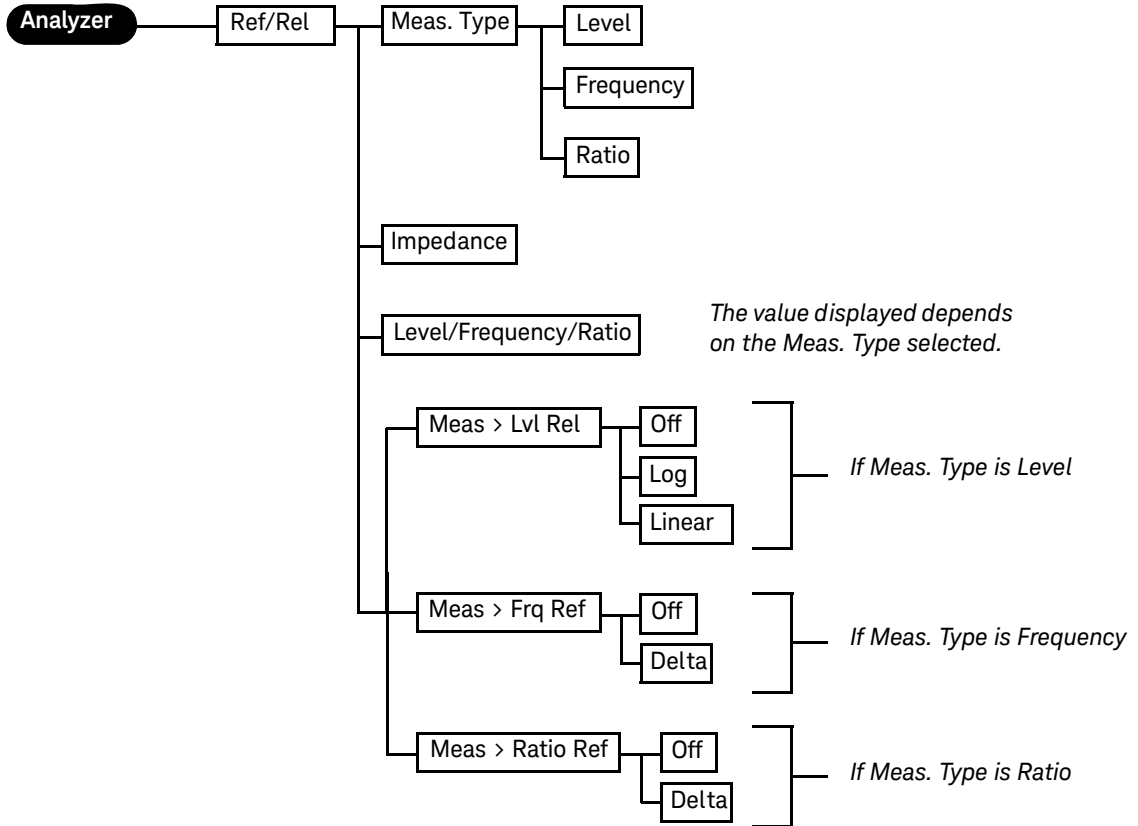 Analyzer
Ref/Rel
Meas. Type
Level
Frequency
Ratio
Impedance
Level/Frequency/Ratio
The value displayed depends
on the Meas. Type selected.
Meas > Lvl Rel
Off
Log
Linear
If Meas. Type is Level
Meas > Frq Ref
Off
Delta
If Meas. Type is Frequency
Meas > Ratio Ref
Off
Delta
If Meas. Type is Ratio